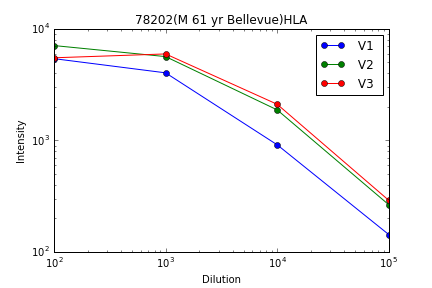 78202(M 61 yr Bellevue)HLA
10^4
10^3
10^2
Intensity
V1
V2
V3
10^2 10^3 10^4 10^5
Dilution